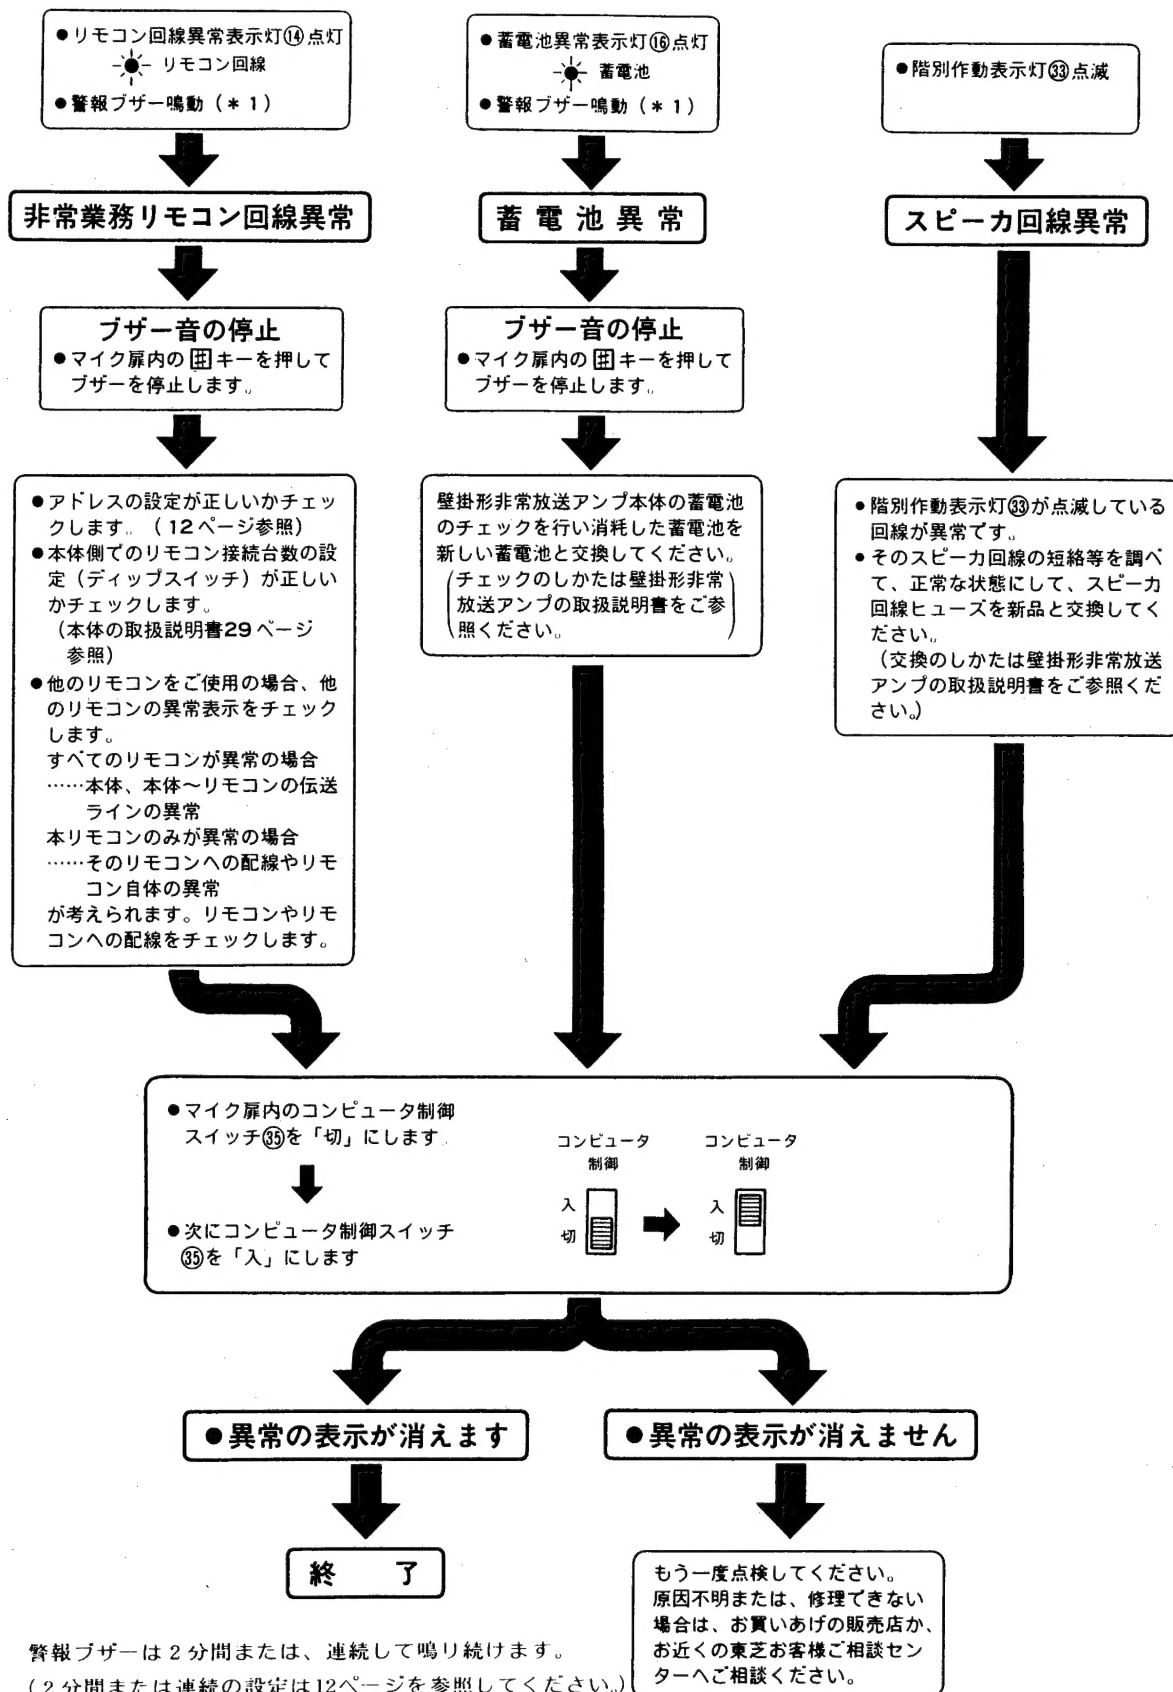 ●リモコン回線異常表示灯⑭点灯
リモコン回線
●警報ブザー鳴動（＊1）
非常業務リモコン回線異常
ブザー音の停止
●マイク扉内の囲キーを押して
ブザーを停止します。
●アドレスの設定が正しいかチェッ
クします。（12ページ参照）
●本体側でのリモコン接続台数の設
定（ディップスイッチ）が正しい
かチェックします。
（本体の取扱説明書29ページ
参照）
●他のリモコンをご使用の場合、他
のリモコンの異常表示をチェック
します。
すべてのリモコンが異常の場合
……本体、本体～リモコンの伝送
ラインの異常
本リモコンのみが異常の場合
……そのリモコンへの配線やリモ
コン自体の異常
が考えられます。リモコンやリモ
コンへの配線をチェックします。
●蓄電池異常表示灯⑯点灯
蓄電池
●警報ブザー鳴動（＊1）
蓄電池異常
ブザー音の停止
●マイク扉内の囲キーを押して
ブザーを停止します。
壁掛形非常放送アンプ本体の蓄電池
のチェックを行い消耗した蓄電池を
新しい蓄電池と交換してください。
（チェックのしかたは壁掛形非常
放送アンプの取扱説明書をご参
照ください。）
●階別作動表示灯㉝点滅
スピーカ回線異常
●階別作動表示灯㉝が点滅している
回線が異常です。
●そのスピーカ回線の短絡等を調べ
て、正常な状態にして、スピーカ
回線ヒューズを新品と交換してく
ださい。
（交換のしかたは壁掛形非常放送
アンプの取扱説明書をご参照くだ
さい。）
●マイク扉内のコンピュータ制御
スイッチ㉟を「切」にします。
●次にコンピュータ制御スイッチ
㉟を「入」にします
コンピュータ
制御
入
切
コンピュータ
制御
入
切
●異常の表示が消えます
終　了
●異常の表示が消えません
もう一度点検してください。
原因不明または、修理できない
場合は、お買いあげの販売店か、
お近くの東芝お客様ご相談セン
ターへご相談ください。
警報ブザーは2分間または、連続して鳴り続けます。
（2分間または連続の設定は12ページを参照してください。）